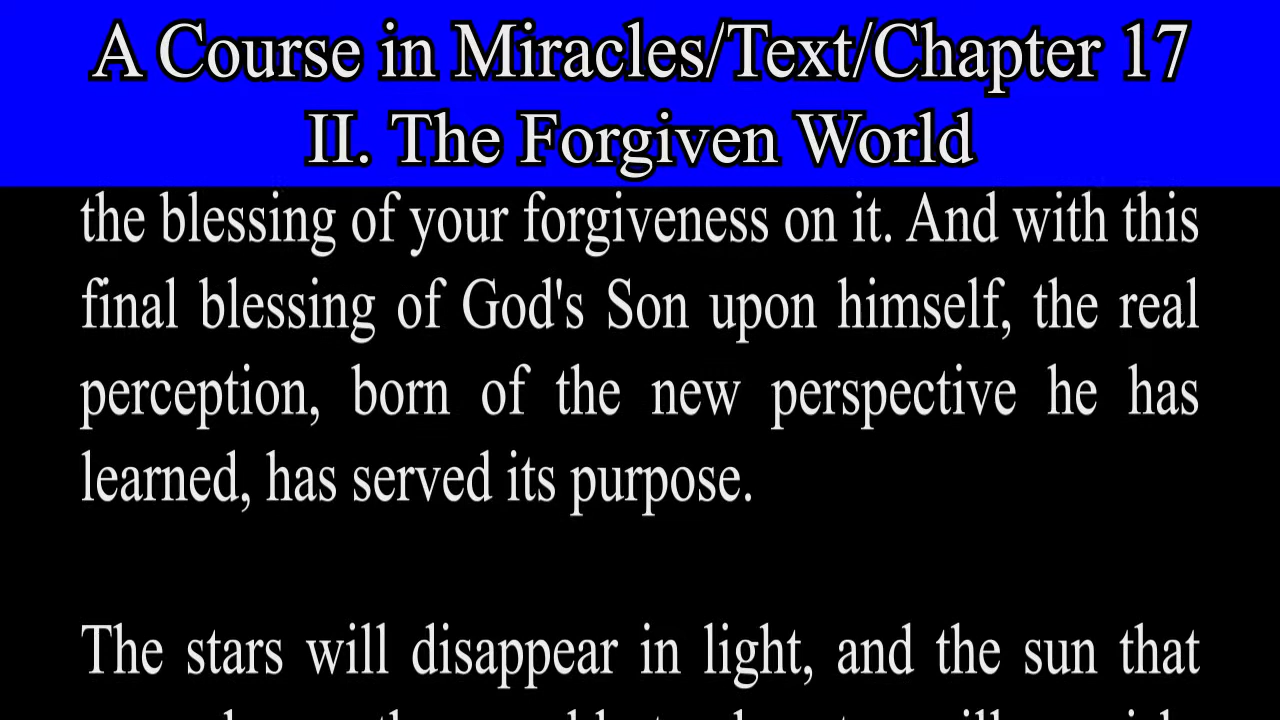 A Course in Miracles/Text/Chapter 17
II. The Forgiven World
the blessing of your forgiveness on it. And with this
final blessing of God's Son upon himself, the real
perception, born of the new perspective he has
learned, has served its purpose.
The stars will disappear in light, and the sun that